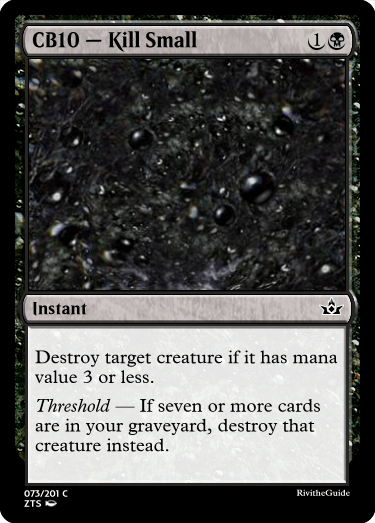 CB10 — Kill Small 1
Instant
Destroy target creature if it has mana
value 3 or less.
Threshold — If seven or more cards
are in your graveyard, destroy that
creature instead.
073/201 C RivitheGuide
ZTS